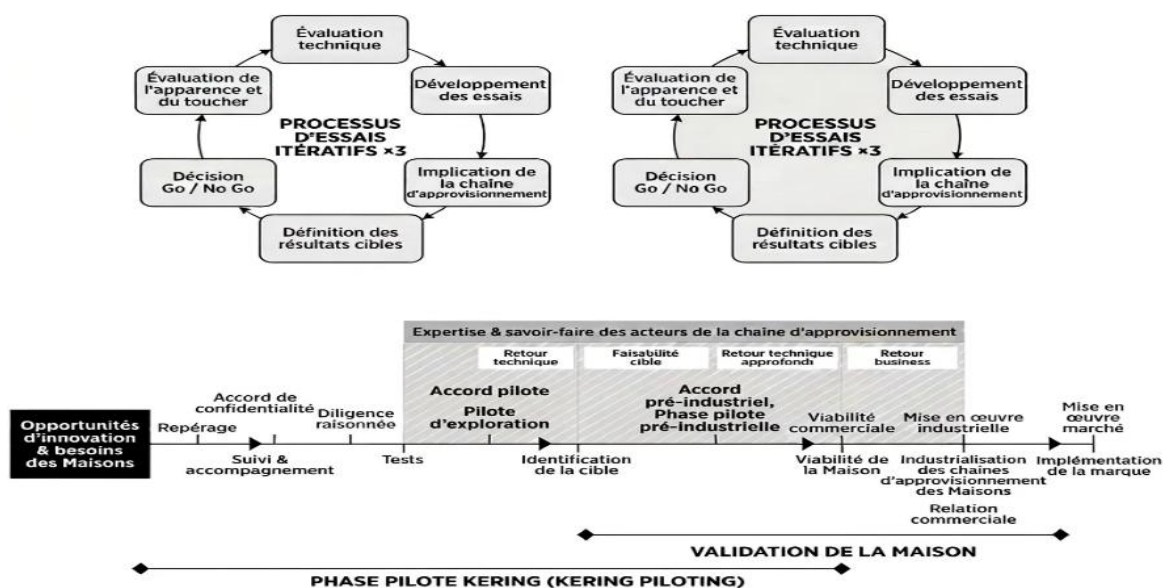 Évaluation
technique
Évaluation de
l'apparence et
du toucher
Développement
des essais
PROCESSUS
D'ESSAIS
ITÉRATIFS ×3
Décision
Go / No Go
Implication de
la chaîne
d'approvisionnement
Définition des
résultats cibles
Évaluation
technique
Évaluation de
l'apparence et
du toucher
Développement
des essais
PROCESSUS
D'ESSAIS
ITÉRATIFS ×3
Décision
Go / No Go
Implication de
la chaîne
d'approvisionnement
Définition des
résultats cibles
Expertise & savoir-faire des acteurs de la chaîne d'approvisionnement
Retour
technique
Faisabilité
cible
Retour technique
approfondi
Retour
business
Accord pilote
Pilote
d'exploration
Accord
pré-industriel,
Phase pilote
pré-industrielle
Opportunités
d'innovation
& besoins
des Maisons
Repérage
Accord de
confidentialité
Diligence
raisonnée
Viabilité
commerciale
Mise en œuvre
industrielle
Mise en
œuvre
marché
Suivi &
accompagnement
Tests
Identification
de la cible
Viabilité de
la Maison
Industrialisation
des chaînes
d'approvisionnement
des Maisons
Relation
commerciale
Implémentation
de la marque
VALIDATION DE LA MAISON
PHASE PILOTE KERING (KERING PILOTING)